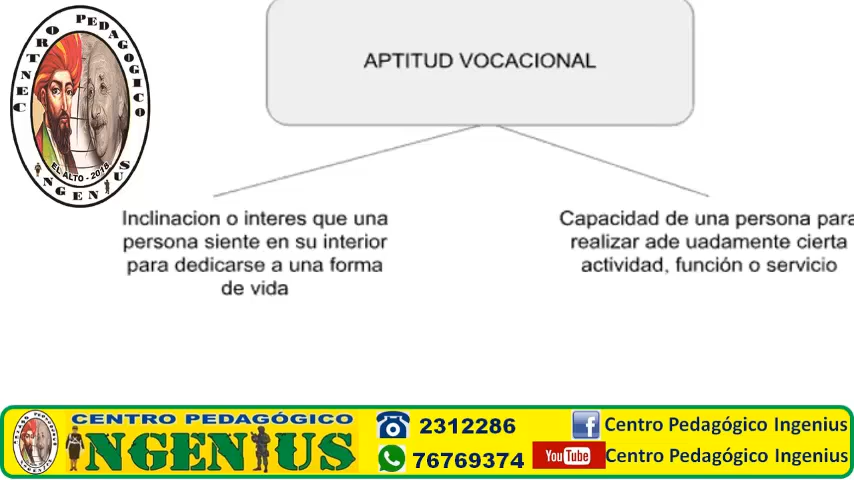 CENTRO PEDAGOGICO
EL ALTO - 2018
INGENIUS
APTITUD VOCACIONAL
Inclinacion o interes que una
persona siente en su interior
para dedicarse a una forma
de vida
Capacidad de una persona para
realizar ade uadamente cierta
actividad, función o servicio
CENTRO PEDAGÓGICO
INGENIUS
2312286
76769374
Centro Pedagógico Ingenius
YouTube Centro Pedagógico Ingenius